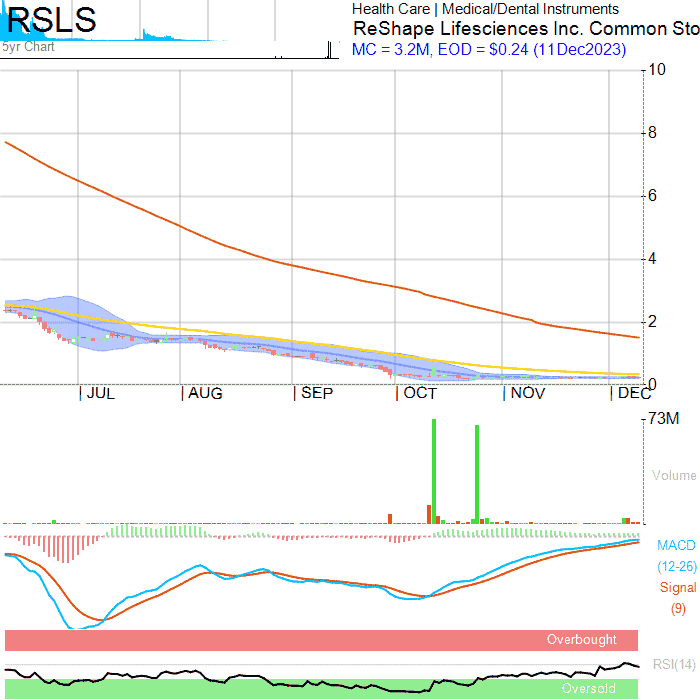 RSLS
5yr Chart
Health Care | Medical/Dental Instruments
ReShape Lifesciences Inc. Common Sto
MC = 3.2M, EOD = $0.24 (11Dec2023)
10
8
6
4
2
0
JUL
AUG
SEP
OCT
NOV
DEC
73M
Volume
MACD
(12-26)
Signal
(9)
Overbought
RSI(14)
Oversold